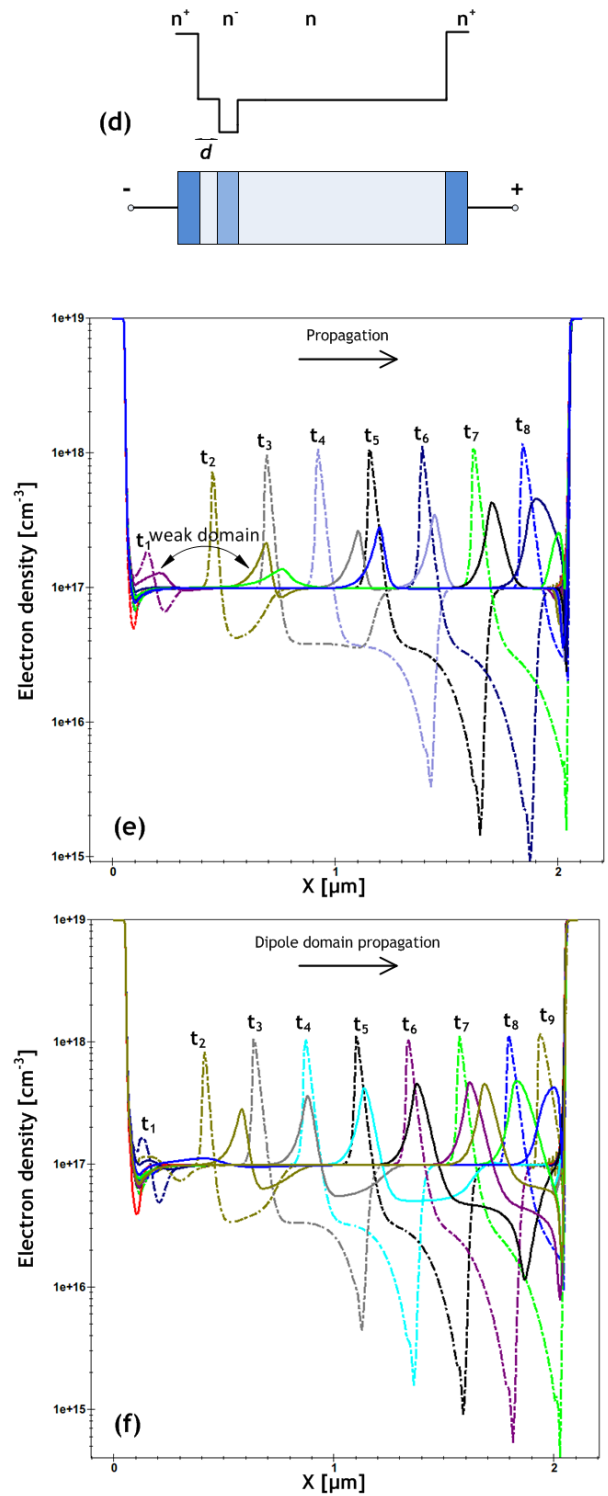 n⁺ n⁻ n n⁺
(d)
d
- +
1e+19
Propagation
1e+18
t₁ t₂ t₃ t₄ t₅ t₆ t₇ t₈
weak domain
1e+17
Electron density [cm⁻³]
1e+16
(e)
1e+15
0 1 2
X [µm]
1e+19
Dipole domain propagation
1e+18
t₁ t₂ t₃ t₄ t₅ t₆ t₇ t₈ t₉
1e+17
Electron density [cm⁻³]
1e+16
1e+15
(f)
0 1 2
X [µm]